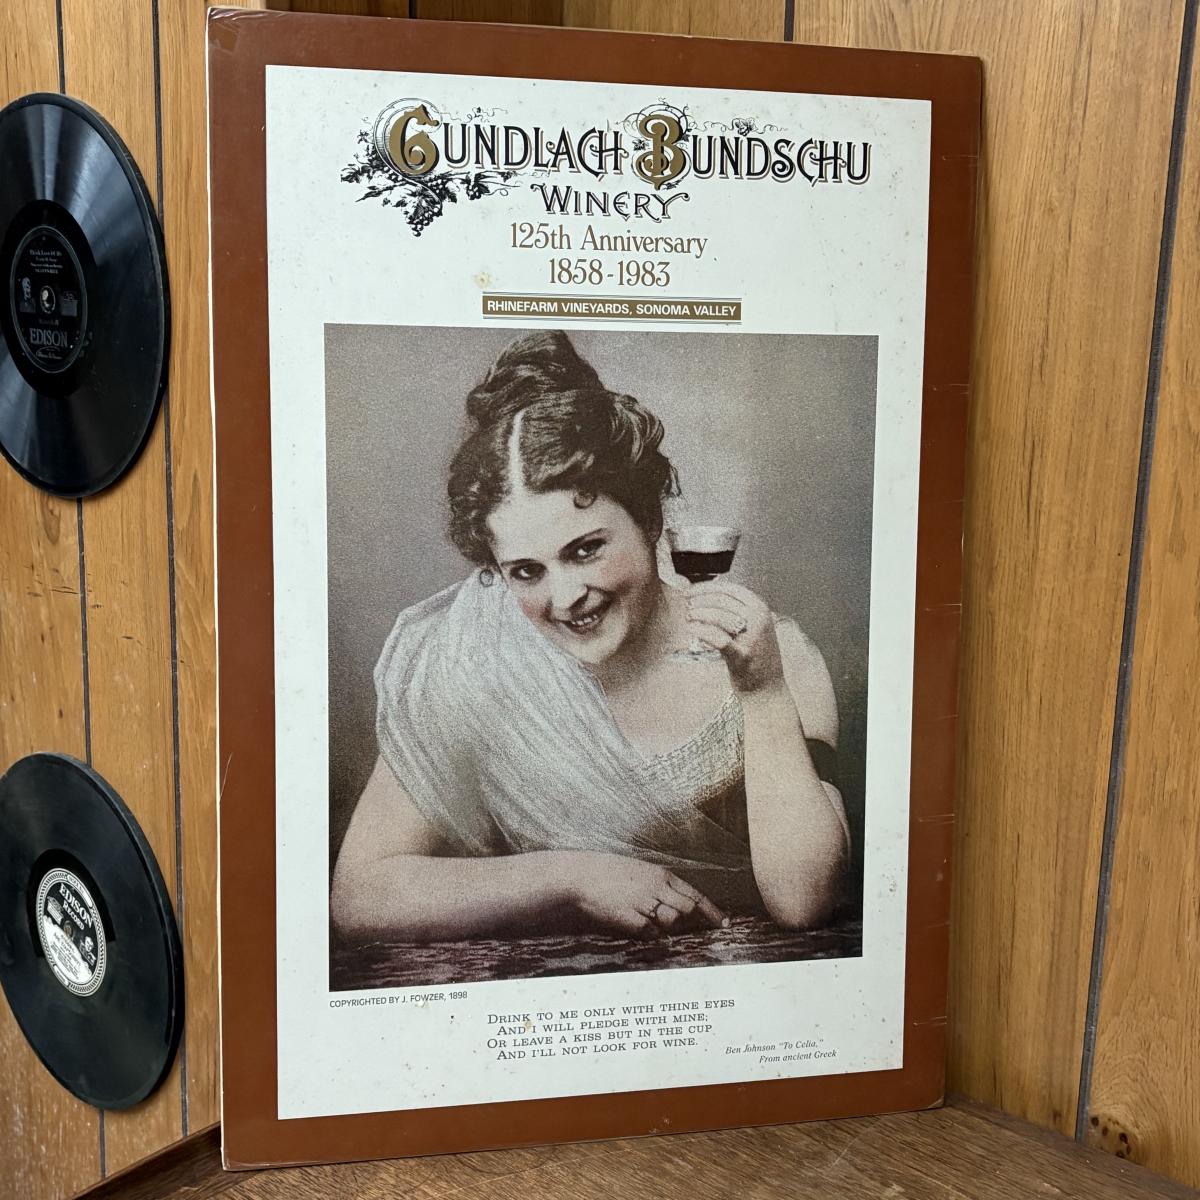 GUNDLACH BUNDSCHU
WINERY
125th Anniversary
1858-1983
RHINEFARM VINEYARDS, SONOMA VALLEY
COPYRIGHTED BY J. FOWZER, 1898
DRINK TO ME ONLY WITH THINE EYES
AND I WILL PLEDGE WITH MINE;
OR LEAVE A KISS BUT IN THE CUP
AND I'LL NOT LOOK FOR WINE.
Ben Johnson "To Celia,"
From ancient Greek
EDISON
EDISON
RECORD